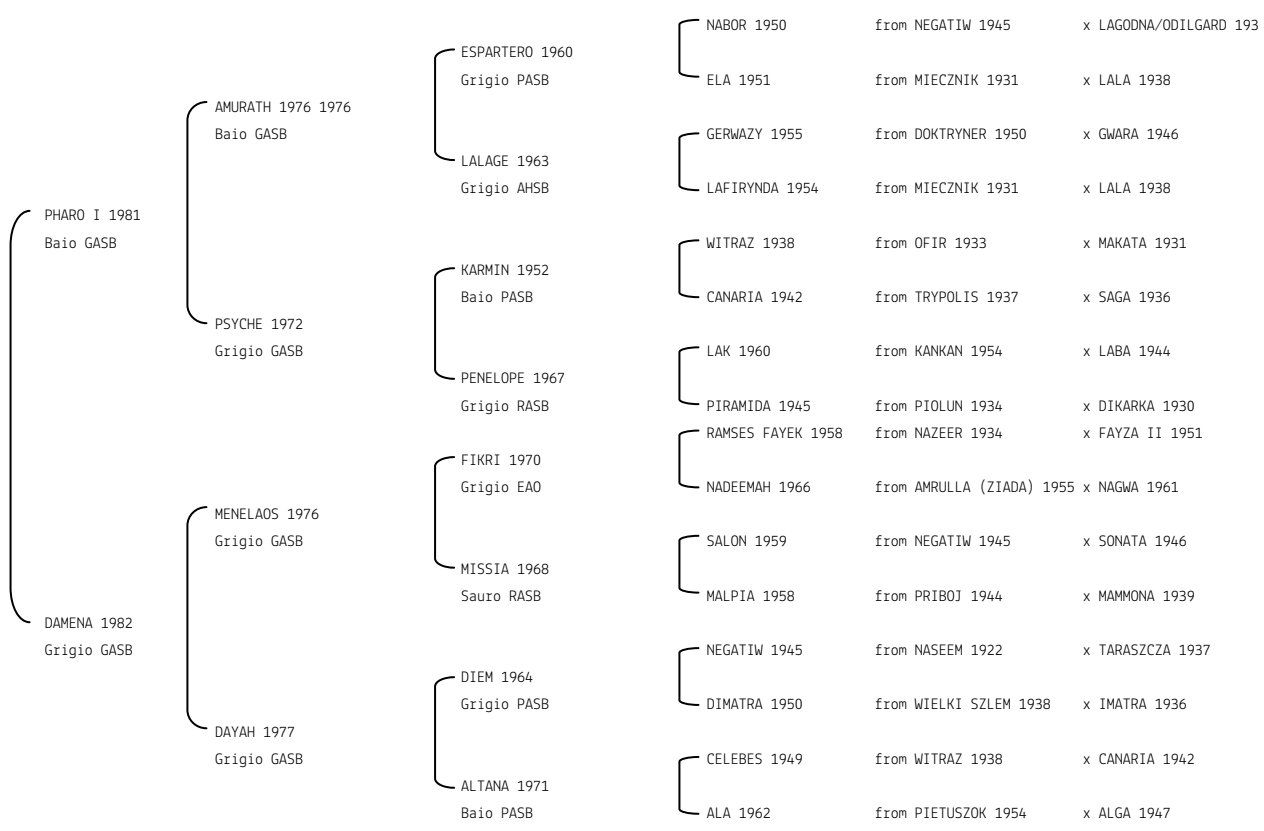 NABOR 1950 from NEGATIW 1945 x LAGODNA/ODILGARD 193
ESPARTERO 1960
Grigio PASB ELA 1951 from MIECZNIK 1931 x LALA 1938
AMURATH 1976 1976
Baio GASB GERWAZY 1955 from DOKTRYNER 1950 x GWARA 1946
LALAGE 1963
Grigio AHSB LAFIRYNDA 1954 from MIECZNIK 1931 x LALA 1938
PHARO I 1981
Baio GASB WITRAZ 1938 from OFIR 1933 x MAKATA 1931
KARMIN 1952
Baio PASB CANARIA 1942 from TRYPOLIS 1937 x SAGA 1936
PSYCHE 1972
Grigio GASB LAK 1960 from KANKAN 1954 x LABA 1944
PENELOPE 1967
Grigio RASB PIRAMIDA 1945 from PIOLUN 1934 x DIKARKA 1930
RAMSES FAYEK 1958 from NAZEER 1934 x FAYZA II 1951
FIKRI 1970
Grigio EAO NADEEMAH 1966 from AMRULLA (ZIADA) 1955 x NAGWA 1961
MENELAOS 1976
Grigio GASB SALON 1959 from NEGATIW 1945 x SONATA 1946
MISSIA 1968
Sauro RASB MALPIA 1958 from PRIBOJ 1944 x MAMMONA 1939
DAMENA 1982
Grigio GASB NEGATIW 1945 from NASEEM 1922 x TARASZCZA 1937
DIEM 1964
Grigio PASB DIMATRA 1950 from WIELKI SZLEM 1938 x IMATRA 1936
DAYAH 1977
Grigio GASB CELEBES 1949 from WITRAZ 1938 x CANARIA 1942
ALTANA 1971
Baio PASB ALA 1962 from PIETUSZOK 1954 x ALGA 1947